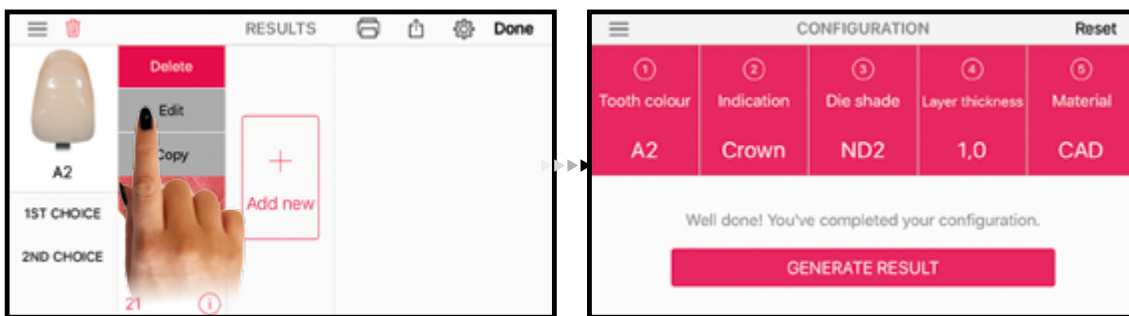 RESULTS Done
Delete
Edit
Copy
A2
Add new
1ST CHOICE
2ND CHOICE
21
CONFIGURATION Reset
1 2 3 4 5
Tooth colour Indication Die shade Layer thickness Material
A2 Crown ND2 1,0 CAD
Well done! You've completed your configuration.
GENERATE RESULT